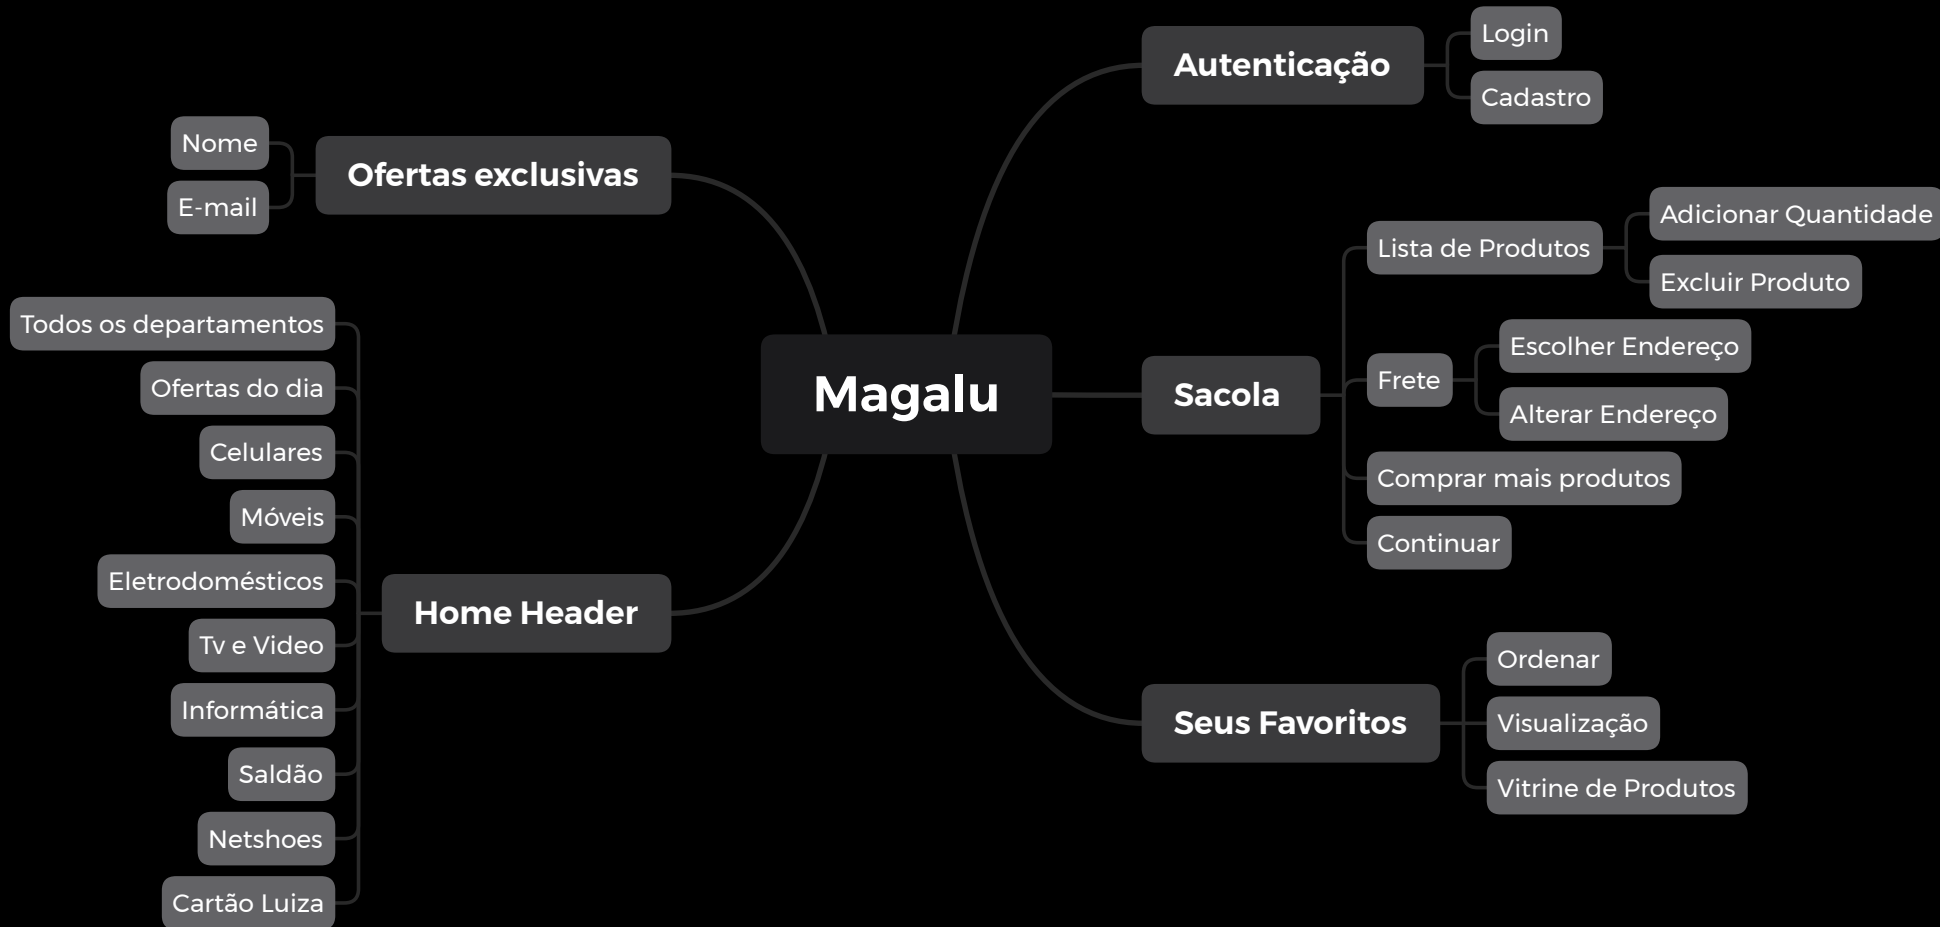 Magalu
Autenticação
Login
Cadastro
Sacola
Lista de Produtos
Adicionar Quantidade
Excluir Produto
Frete
Escolher Endereço
Alterar Endereço
Comprar mais produtos
Continuar
Seus Favoritos
Ordenar
Visualização
Vitrine de Produtos
Ofertas exclusivas
Nome
E-mail
Home Header
Todos os departamentos
Ofertas do dia
Celulares
Móveis
Eletrodomésticos
Tv e Video
Informática
Saldão
Netshoes
Cartão Luiza